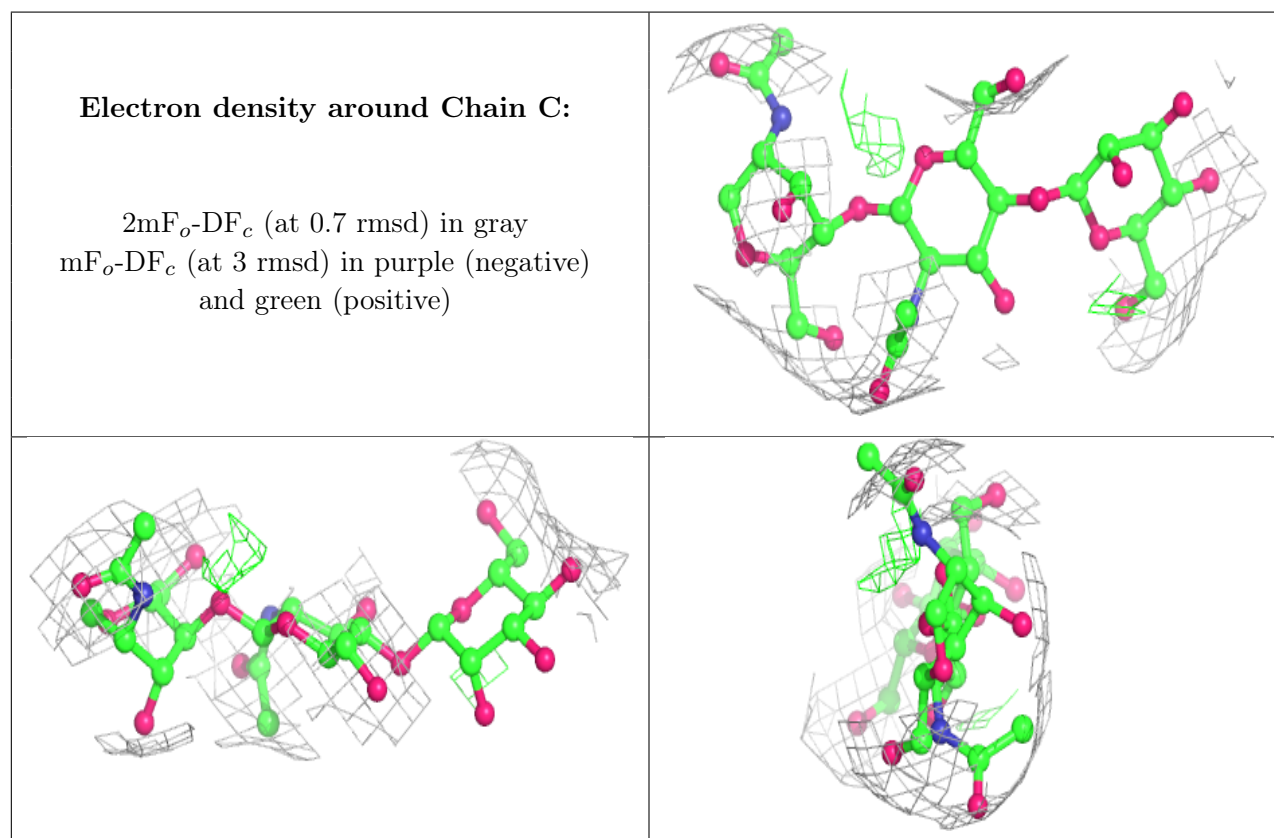 Electron density around Chain C:
2mFₒ-DF𝒸 (at 0.7 rmsd) in gray
mFₒ-DF𝒸 (at 3 rmsd) in purple (negative)
and green (positive)